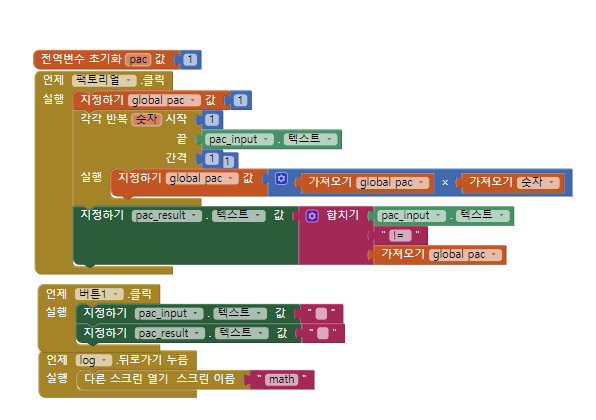 전역변수 초기화 pac 값 1
언제 팩토리얼 .클릭
실행 지정하기 global pac 값 1
각각 반복 숫자 시작 1
끝 pac_input . 텍스트
간격 1 1
실행 지정하기 global pac 값 가져오기 global pac × 가져오기 숫자
지정하기 pac_result . 텍스트 값 합치기 pac_input . 텍스트
" != "
가져오기 global pac
언제 버튼1 .클릭
실행 지정하기 pac_input . 텍스트 값 " "
지정하기 pac_result . 텍스트 값 " "
언제 log .뒤로가기 누름
실행 다른 스크린 열기 스크린 이름 " math "